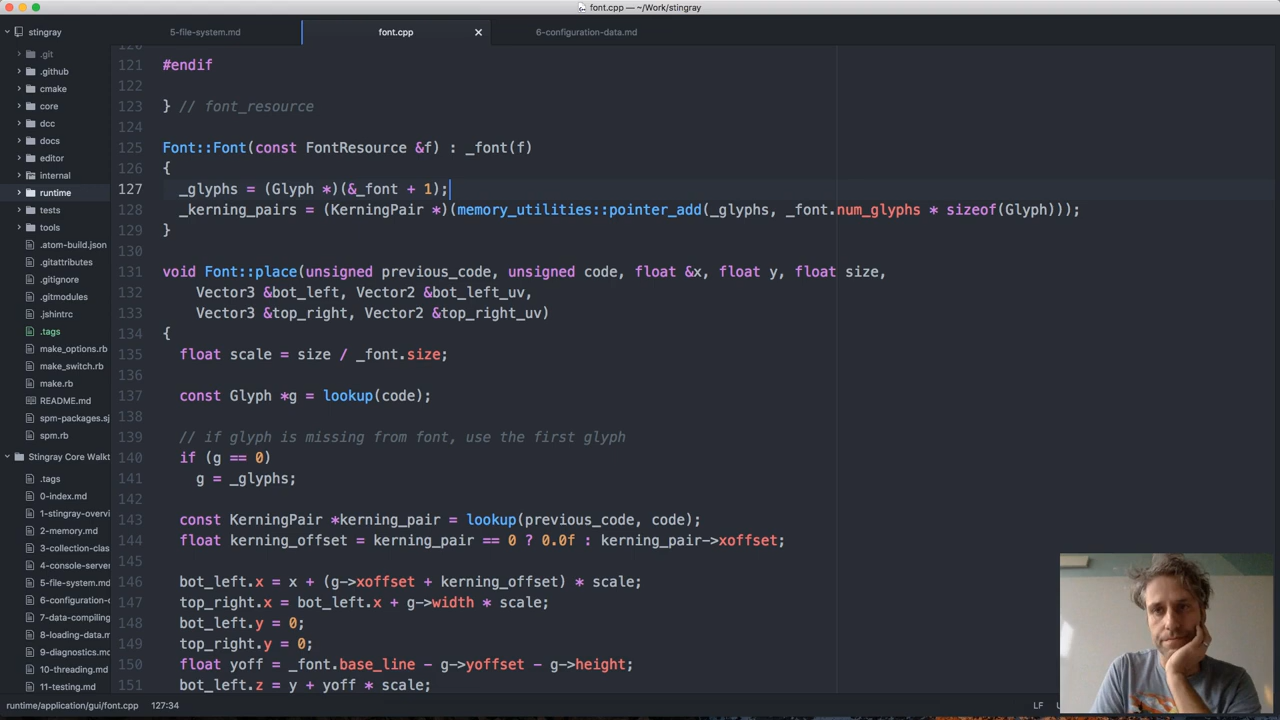 font.cpp — ~/Work/stingray
stingray
5-file-system.md
font.cpp
6-configuration-data.md
.git
.github
cmake
core
dcc
docs
editor
internal
runtime
tests
tools
.atom-build.json
.gitattributes
.gitignore
.gitmodules
.jshintrc
.tags
make_options.rb
make_switch.rb
make.rb
README.md
spm-packages.sj
spm.rb
Stingray Core Walkt
.tags
0-index.md
1-stingray-overvi
2-memory.md
3-collection-clas
4-console-server
5-file-system.md
6-configuration-d
7-data-compiling
8-loading-data.m
9-diagnostics.md
10-threading.md
11-testing.md
120
121 #endif
122
123 } // font_resource
124
125 Font::Font(const FontResource &f) : _font(f)
126 {
127 _glyphs = (Glyph *)(&_font + 1);
128 _kerning_pairs = (KerningPair *)(memory_utilities::pointer_add(_glyphs, _font.num_glyphs * sizeof(Glyph)));
129 }
130
131 void Font::place(unsigned previous_code, unsigned code, float &x, float y, float size,
132 Vector3 &bot_left, Vector2 &bot_left_uv,
133 Vector3 &top_right, Vector2 &top_right_uv)
134 {
135 float scale = size / _font.size;
136
137 const Glyph *g = lookup(code);
138
139 // if glyph is missing from font, use the first glyph
140 if (g == 0)
141 g = _glyphs;
142
143 const KerningPair *kerning_pair = lookup(previous_code, code);
144 float kerning_offset = kerning_pair == 0 ? 0.0f : kerning_pair->xoffset;
145
146 bot_left.x = x + (g->xoffset + kerning_offset) * scale;
147 top_right.x = bot_left.x + g->width * scale;
148 bot_left.y = 0;
149 top_right.y = 0;
150 float yoff = _font.base_line - g->yoffset - g->height;
151 bot_left.z = y + yoff * scale;
runtime/application/gui/font.cpp 127:34
LF